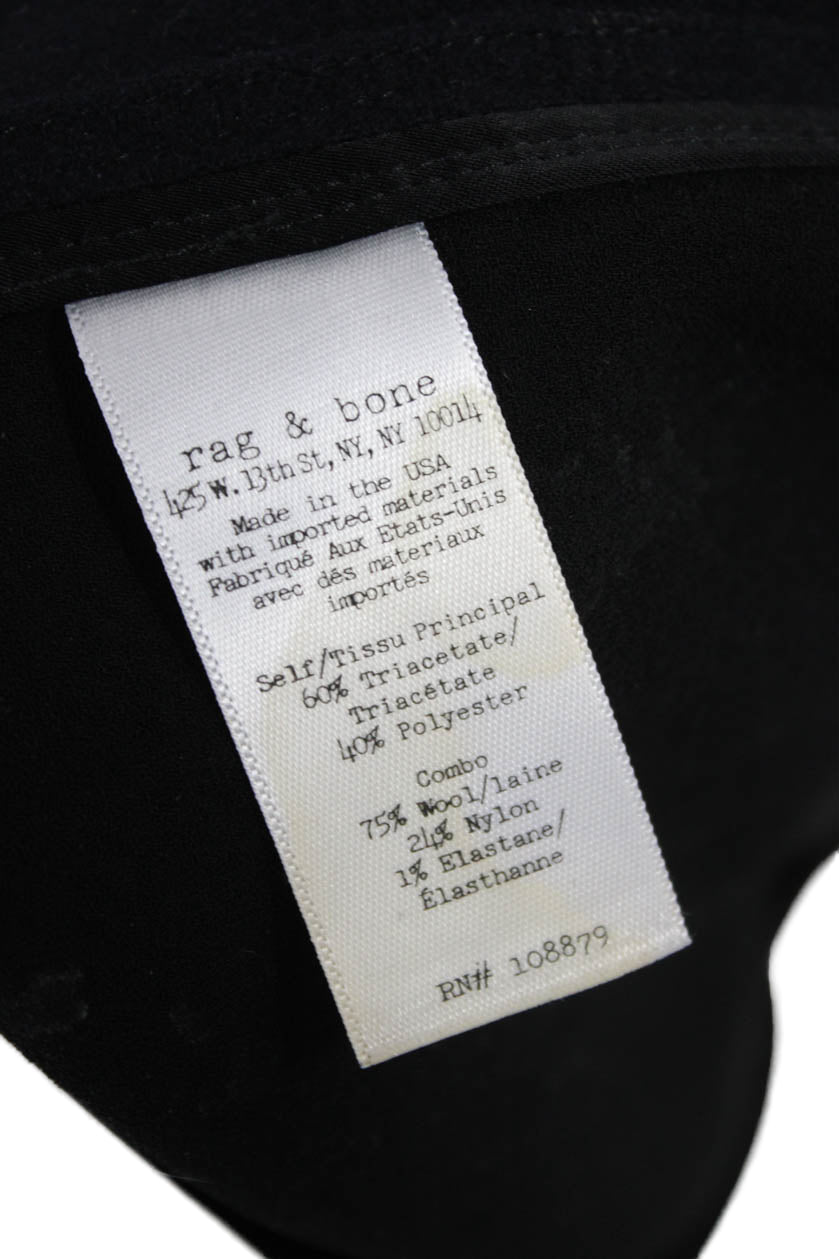 rag & bone
425 W. 13th St, NY, NY 10014
Made in the USA
with imported materials
Fabriqué Aux Etats-Unis
avec dés materiaux
importés
Self/Tissu Principal
60% Triacetate/
Triacétate
40% Polyester
Combo
75% Wool/laine
24% Nylon
1% Elastane/
Élasthanne
RN# 108879